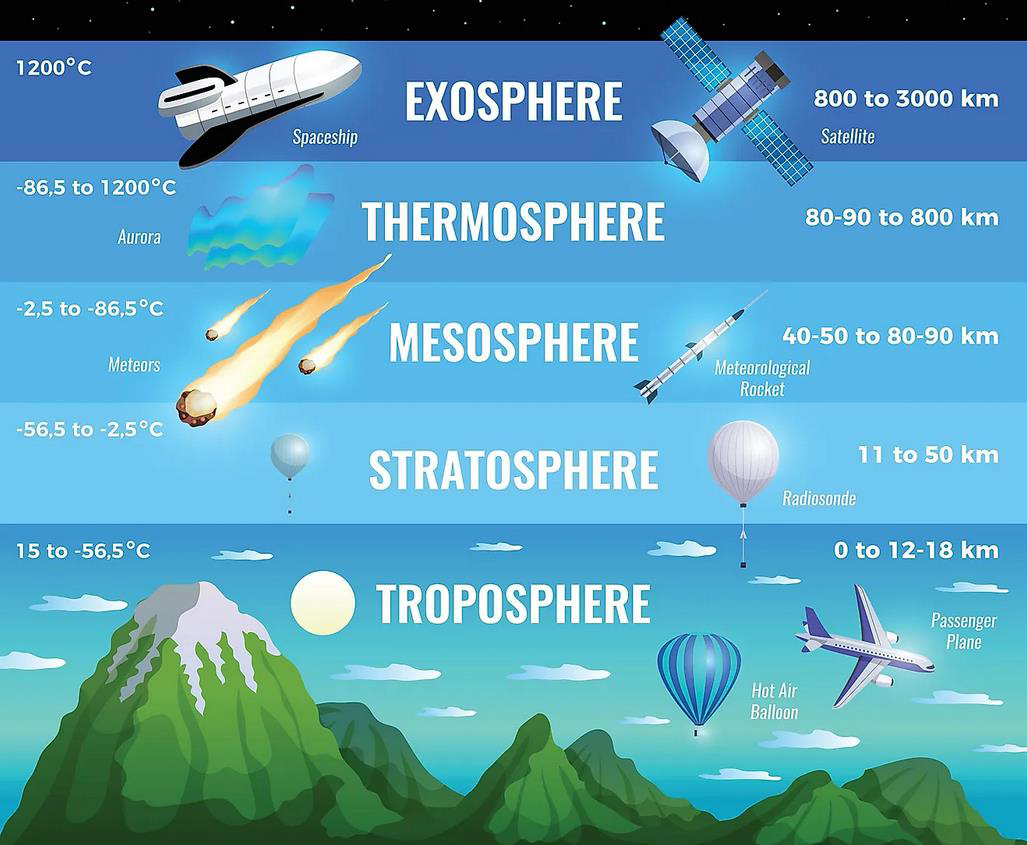 1200°C
EXOSPHERE
800 to 3000 km
Spaceship
Satellite
-86,5 to 1200°C
THERMOSPHERE
80-90 to 800 km
Aurora
-2,5 to -86,5°C
MESOSPHERE
40-50 to 80-90 km
Meteors
Meteorological
Rocket
-56,5 to -2,5°C
STRATOSPHERE
11 to 50 km
Radiosonde
15 to -56,5°C
0 to 12-18 km
TROPOSPHERE
Passenger
Plane
Hot Air
Balloon